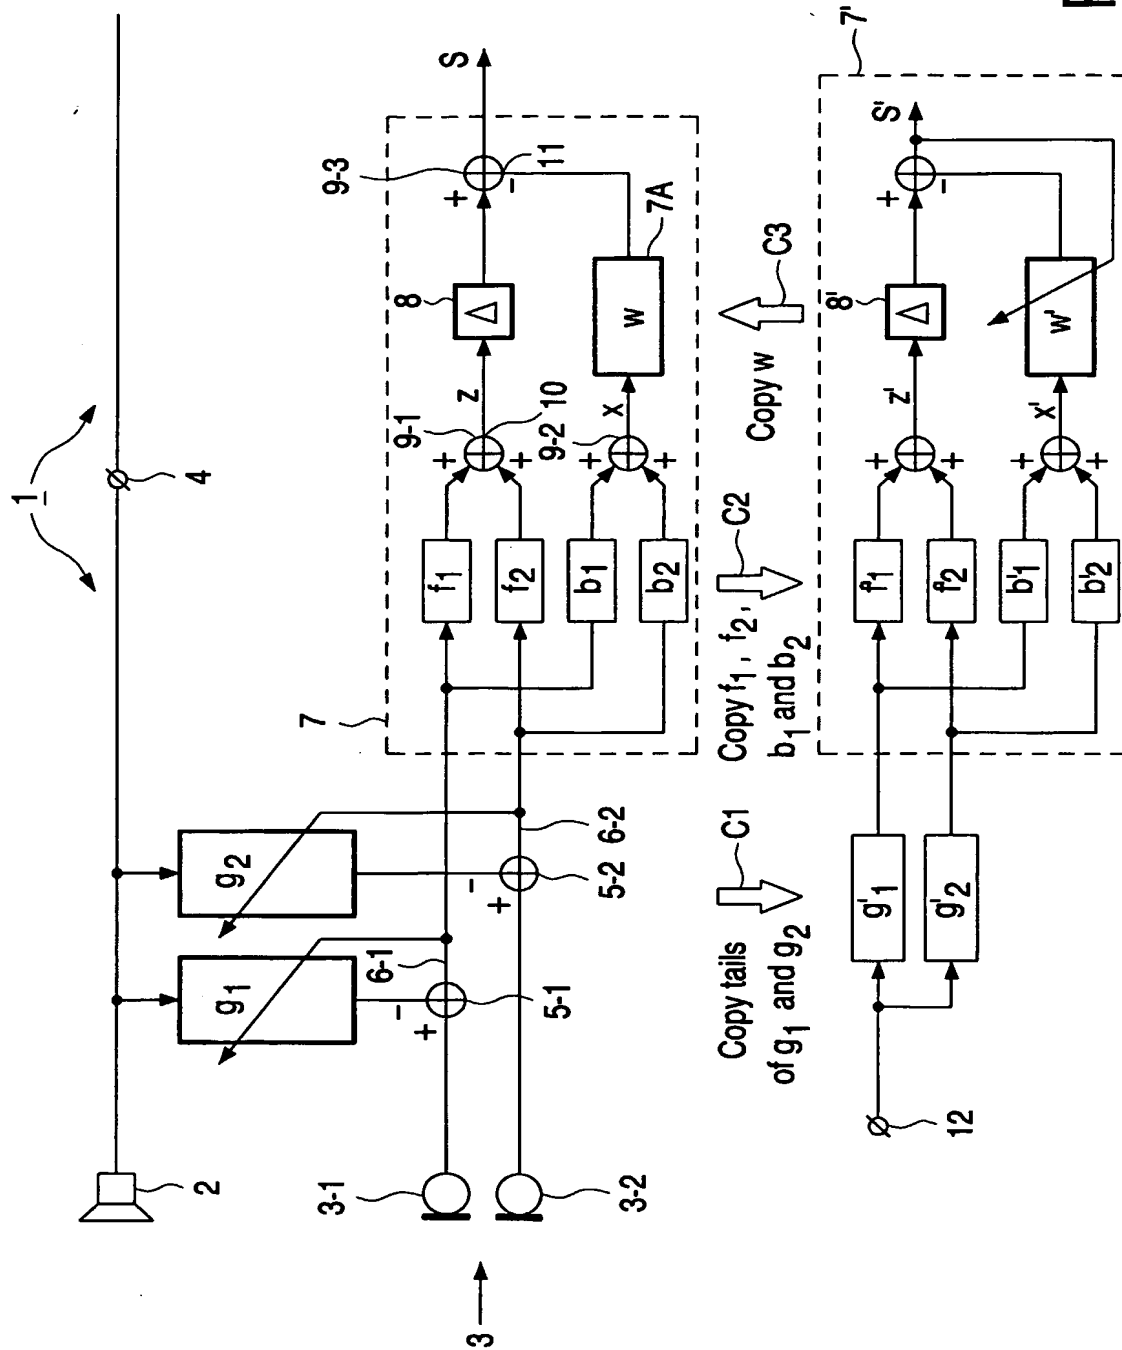 1
2
4
g1
g2
3
3-1
3-2
+
-
5-1
6-1
+
-
5-2
6-2
7
f1
f2
b1
b2
+
+
9-1
10
+
+
9-2
z
x
8
Δ
w
7A
9-3
+
-
11
S
Copy tails
of g1 and g2
C1
Copy f1, f2,
b1 and b2
C2
Copy w
C3
12
g'1
g'2
f'1
f'2
b'1
b'2
+
+
+
+
z'
x'
8'
Δ
w'
+
-
S'
7'